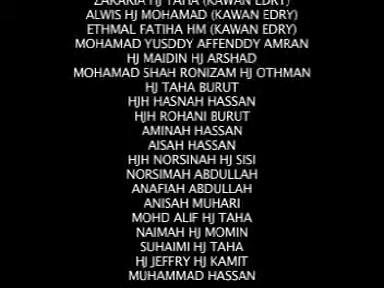 ZAKARIA HJ TAHA (KAWAN EDRY)
ALWIS HJ MOHAMAD (KAWAN EDRY)
ETHMAL FATIHA HM (KAWAN EDRY)
MOHAMAD YUSDDY AFFENDDY AMRAN
HJ MAIDIN HJ ARSHAD
MOHAMAD SHAH RONIZAM HJ OTHMAN
HJ TAHA BURUT
HJH HASNAH HASSAN
HJH ROHANI BURUT
AMINAH HASSAN
AISAH HASSAN
HJH NORSINAH HJ SISI
NORSIMAH ABDULLAH
ANAFIAH ABDULLAH
ANISAH MUHARI
MOHD ALIF HJ TAHA
NAIMAH HJ MOMIN
SUHAIMI HJ TAHA
HJ JEFFRY HJ KAMIT
MUHAMMAD HASSAN